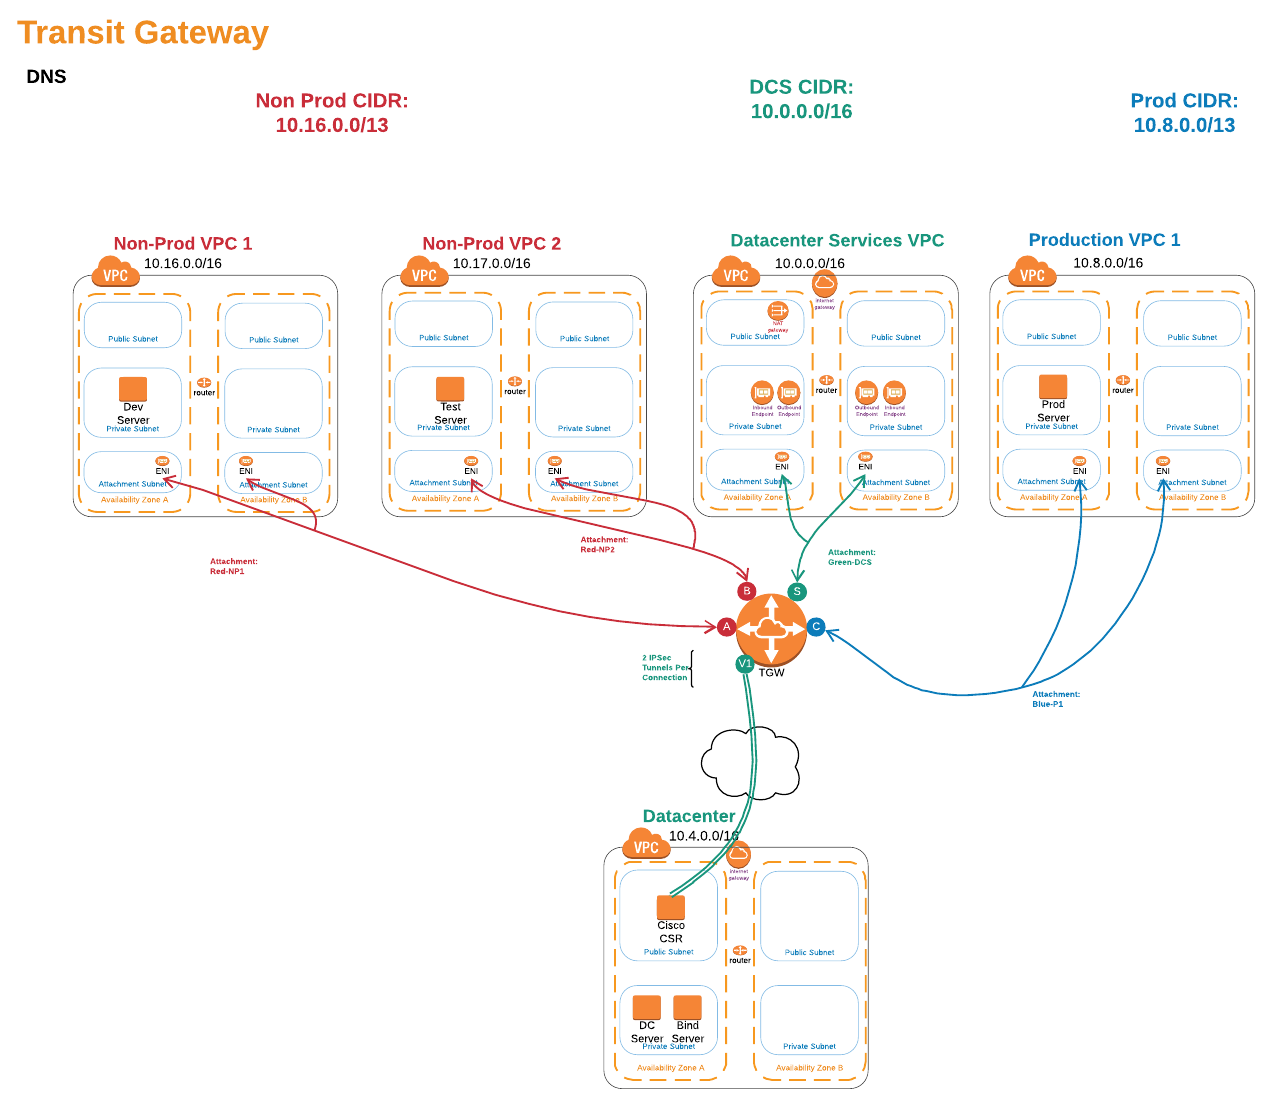 Transit Gateway
DNS
Non Prod CIDR:
10.16.0.0/13
DCS CIDR:
10.0.0.0/16
Prod CIDR:
10.8.0.0/13
Non-Prod VPC 1
10.16.0.0/16
VPC
Public Subnet
Public Subnet
Dev
Server
Private Subnet
router
Private Subnet
ENI
Attachment Subnet
Availability Zone A
ENI
Attachment Subnet
Availability Zone B
Non-Prod VPC 2
10.17.0.0/16
VPC
Public Subnet
Public Subnet
Test
Server
Private Subnet
router
Private Subnet
ENI
Attachment Subnet
Availability Zone A
ENI
Attachment Subnet
Availability Zone B
Datacenter Services VPC
10.0.0.0/16
VPC
internet
gateway
NAT
gateway
Public Subnet
Public Subnet
Inbound
Endpoint
Outbound
Endpoint
Private Subnet
router
Outbound
Endpoint
Inbound
Endpoint
Private Subnet
ENI
Attachment Subnet
Availability Zone A
ENI
Attachment Subnet
Availability Zone B
Production VPC 1
10.8.0.0/16
VPC
Public Subnet
Public Subnet
Prod
Server
Private Subnet
router
Private Subnet
ENI
Attachment Subnet
Availability Zone A
ENI
Attachment Subnet
Availability Zone B
Attachment:
Red-NP1
Attachment:
Red-NP2
Attachment:
Green-DCS
B
S
A
C
2 IPSec
Tunnels Per
Connection
V1
TGW
Attachment:
Blue-P1
Datacenter
10.4.0.0/16
VPC
internet
gateway
Cisco
CSR
Public Subnet
router
Public Subnet
DC
Server
Bind
Server
Private Subnet
Private Subnet
Availability Zone A
Availability Zone B